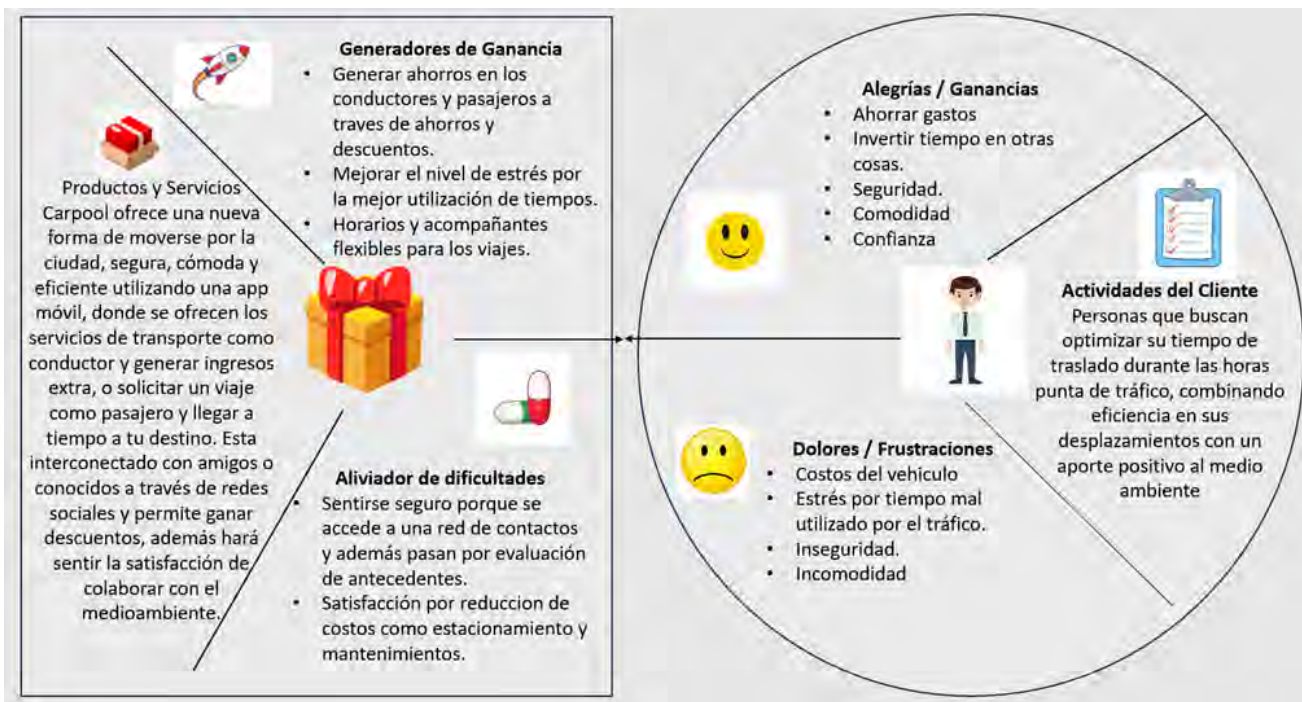 Generadores de Ganancia
• Generar ahorros en los
conductores y pasajeros a
traves de ahorros y
descuentos.
• Mejorar el nivel de estrés por
la mejor utilización de tiempos.
• Horarios y acompañantes
flexibles para los viajes.
Productos y Servicios
Carpool ofrece una nueva
forma de moverse por la
ciudad, segura, cómoda y
eficiente utilizando una app
móvil, donde se ofrecen los
servicios de transporte como
conductor y generar ingresos
extra, o solicitar un viaje
como pasajero y llegar a
tiempo a tu destino. Esta
interconectado con amigos o
conocidos a través de redes
sociales y permite ganar
descuentos, además hará
sentir la satisfacción de
colaborar con el
medioambiente.
Aliviador de dificultades
• Sentirse seguro porque se
accede a una red de contactos
y además pasan por evaluación
de antecedentes.
• Satisfacción por reduccion de
costos como estacionamiento y
mantenimientos.
Alegrías / Ganancias
• Ahorrar gastos
• Invertir tiempo en otras
cosas.
• Seguridad.
• Comodidad
• Confianza
Actividades del Cliente
Personas que buscan
optimizar su tiempo de
traslado durante las horas
punta de tráfico, combinando
eficiencia en sus
desplazamientos con un
aporte positivo al medio
ambiente
Dolores / Frustraciones
• Costos del vehiculo
• Estrés por tiempo mal
utilizado por el tráfico.
• Inseguridad.
• Incomodidad